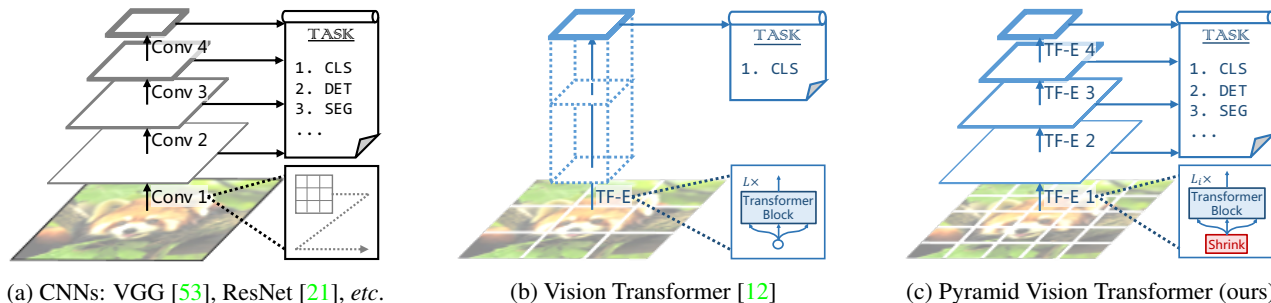 Conv 4
Conv 3
Conv 2
Conv 1
TASK
1. CLS
2. DET
3. SEG
...
(a) CNNs: VGG [53], ResNet [21], etc.
TF-E
TASK
1. CLS
L×
Transformer
Block
(b) Vision Transformer [12]
TF-E 4
TF-E 3
TF-E 2
TF-E 1
TASK
1. CLS
2. DET
3. SEG
...
Li×
Transformer
Block
Shrink
(c) Pyramid Vision Transformer (ours)